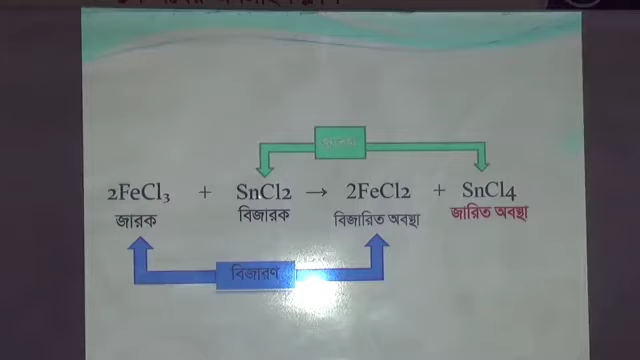 2FeCl₃ + SnCl2 → 2FeCl2 + SnCl4
জারক বিজারক বিজারিত অবস্থা জারিত অবস্থা
বিজারণ